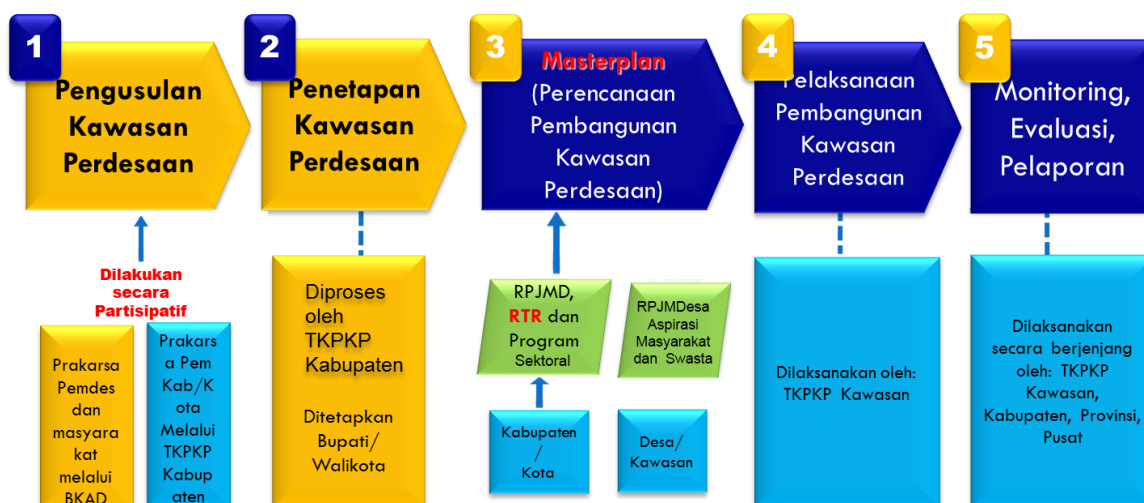 1
Pengusulan
Kawasan
Perdesaan
2
Penetapan
Kawasan
Perdesaan
3
Masterplan
(Perencanaan
Pembangunan
Kawasan
Perdesaan)
4
Pelaksanaan
Pembangunan
Kawasan
Perdesaan
5
Monitoring,
Evaluasi,
Pelaporan
Dilakukan
secara
Partisipatif
Prakarsa
Pemdes
dan
masyara
kat
melalui
BKAD
Prakars
a Pem
Kab/K
ota
Melalui
TKPKP
Kabup
aten
Diproses
oleh
TKPKP
Kabupaten
Ditetapkan
Bupati/
Walikota
RPJMD,
RTR dan
Program
Sektoral
RPJMDesa
Aspirasi
Masyarakat
dan Swasta
Kabupaten
/
Kota
Desa/
Kawasan
Dilaksanakan oleh:
TKPKP Kawasan
Dilaksanakan
secara berjenjang
oleh: TKPKP
Kawasan,
Kabupaten, Provinsi,
Pusat